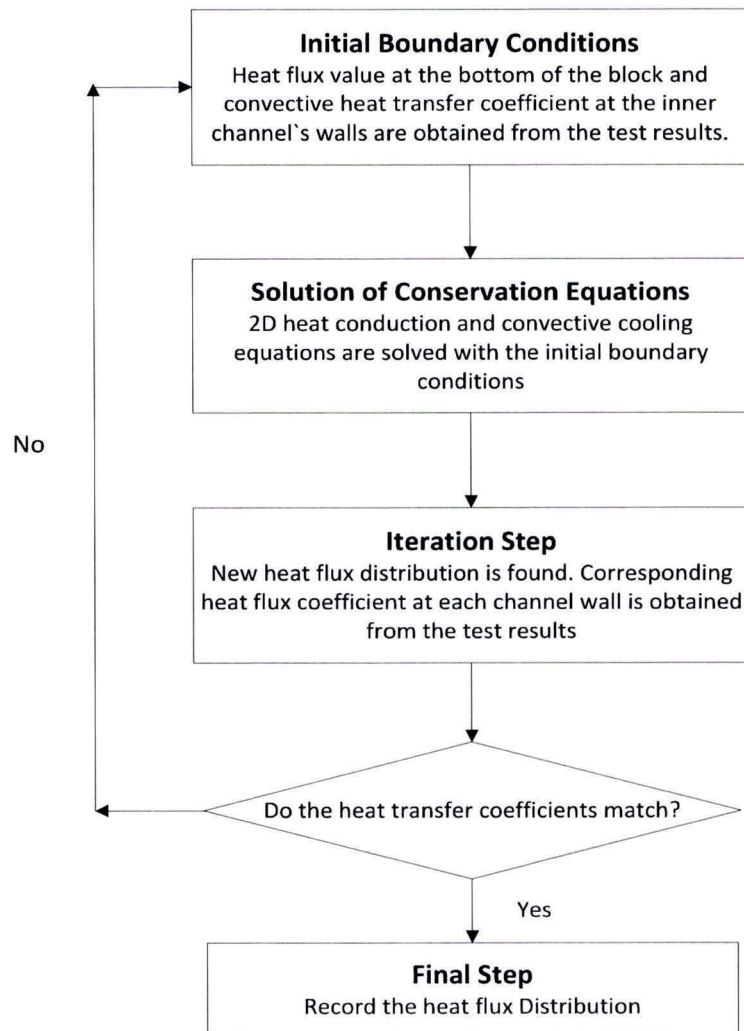 Initial Boundary Conditions
Heat flux value at the bottom of the block and
convective heat transfer coefficient at the inner
channel`s walls are obtained from the test results.
Solution of Conservation Equations
2D heat conduction and convective cooling
equations are solved with the initial boundary
conditions
No
Iteration Step
New heat flux distribution is found. Corresponding
heat flux coefficient at each channel wall is obtained
from the test results
Do the heat transfer coefficients match?
Yes
Final Step
Record the heat flux Distribution